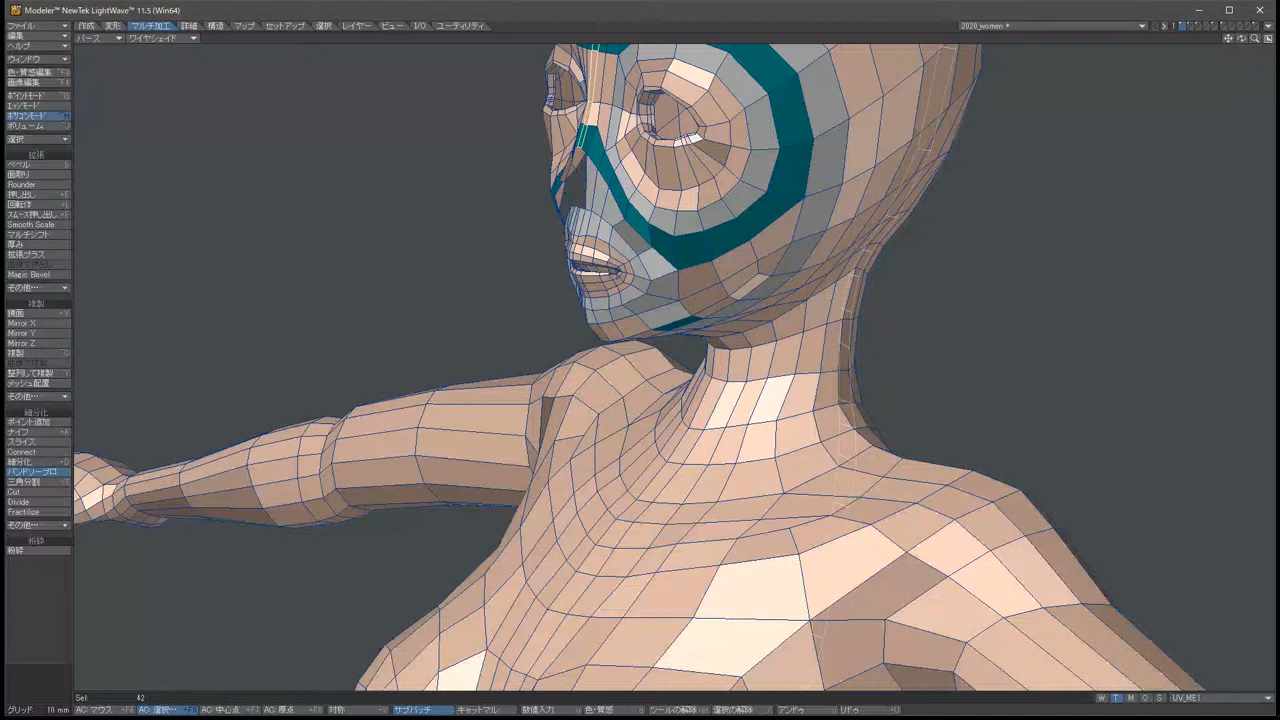 Modeler™ NewTek LightWave™ 11.5 (Win64)
ファイル 作成 変形 マルチ加工 詳細 構造 マップ セットアップ 選択 レイヤー ビュー I/O ユーティリティ 2020_women * 1
編集 パース ワイヤシェイド
ヘルプ
ウィンドウ
色・質感編集 ^F3
画像編集 ^F4
ポイントモード ^G
エッジモード
ポリゴンモード ^H
ボリューム ^J
選択
拡張
ベベル b
面取り
Rounder
押し出し +E
回転体 +L
スムース押し出し +F
Smooth Scale
マルチシフト
厚み
拡張プラス
Magic Bevel
その他…
複製
鏡面 +V
Mirror X
Mirror Y
Mirror Z
複製
整列して複製 ^Y
メッシュ配置
その他…
細分化
ポイント追加
ナイフ +K
スライス
Connect
細分化 +D
バンドソープロ
三角分割 +T
Cut
Divide
Fractilize
その他…
粉砕
粉砕
Sel: 42 W T M C S UV_ME1
グリッド 10 mm AC: マウス +F5 AC: 選択… +F8 AC: 中心点 +F7 AC: 原点 +F6 対称 +Y サブパッチ キャットマル 数値入力 n 色・質感 q ツールの解除 ret 選択の解除 / アンドゥ u リドゥ +U